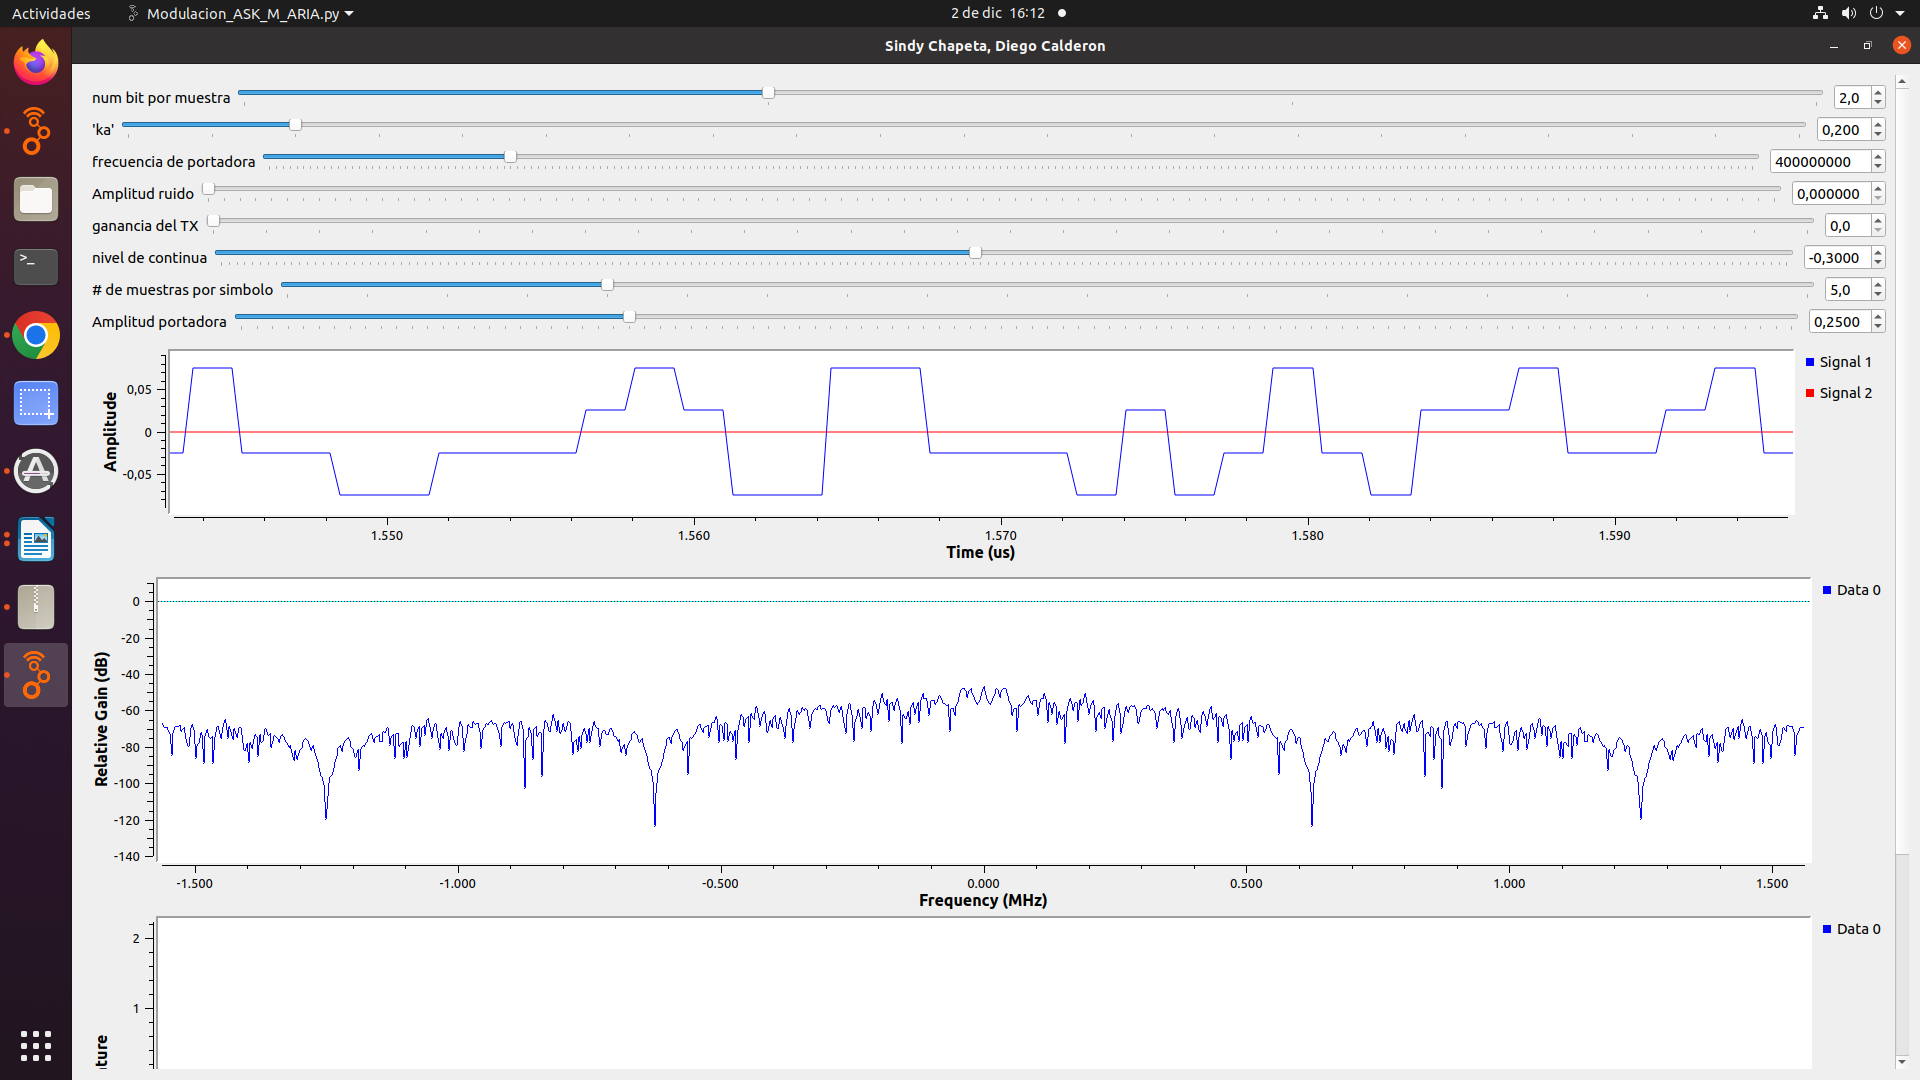 Actividades
Modulacion_ASK_M_ARIA.py
2 de dic 16:12
Sindy Chapeta, Diego Calderon
num bit por muestra
2,0
'ka'
0,200
frecuencia de portadora
400000000
Amplitud ruido
0,000000
ganancia del TX
0,0
nivel de continua
-0,3000
# de muestras por simbolo
5,0
Amplitud portadora
0,2500
Amplitude
0,05
0
-0,05
1.550
1.560
1.570
1.580
1.590
Time (us)
Signal 1
Signal 2
Relative Gain (dB)
0
-20
-40
-60
-80
-100
-120
-140
-1.500
-1.000
-0.500
0.000
0.500
1.000
1.500
Frequency (MHz)
Data 0
2
1
ture
Data 0